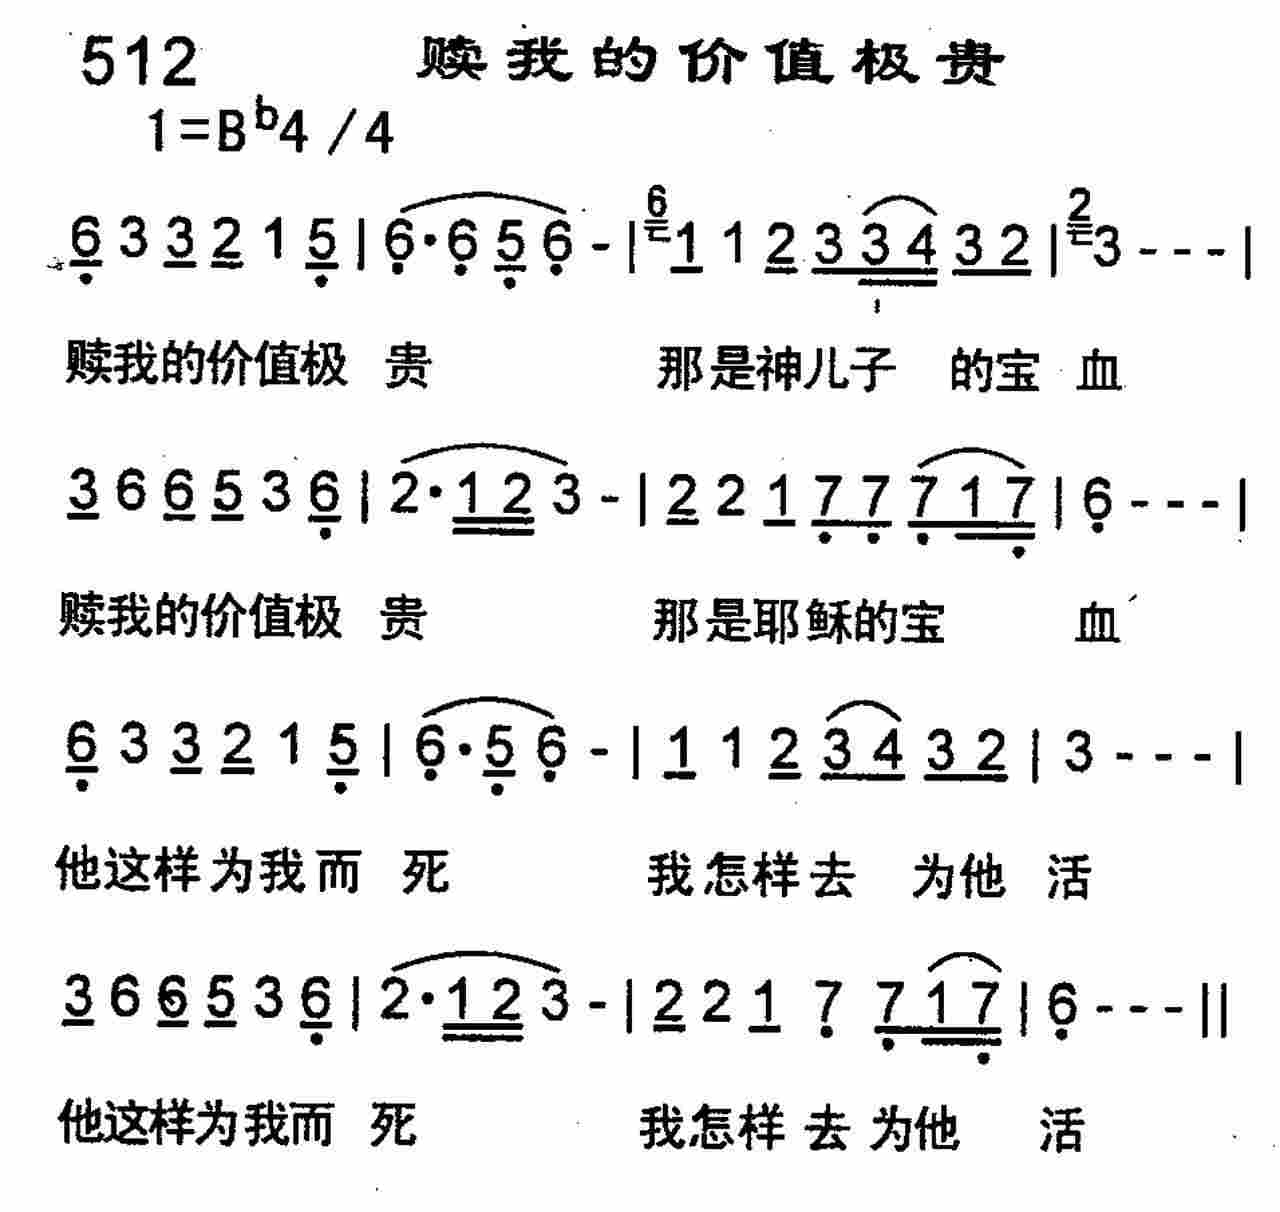 512 赎我的价值极贵
1=Bb4/4
6 3 3 2 1 5 | 6·6 5 6 - | 6 1 1 2 3 3 4 3 2 | 2 3 - - - |
赎我的价值极 贵 那是神儿子 的宝 血
3 6 6 5 3 6 | 2·1 2 3 - | 2 2 1 7 7 7 1 7 | 6 - - - |
赎我的价值极 贵 那是耶稣的宝 血
6 3 3 2 1 5 | 6·5 6 - | 1 1 2 3 4 3 2 | 3 - - - |
他这样为我而 死 我怎样去 为他 活
3 6 6 5 3 6 | 2·1 2 3 - | 2 2 1 7 7 1 7 | 6 - - - ||
他这样为我而 死 我怎样 去 为他 活